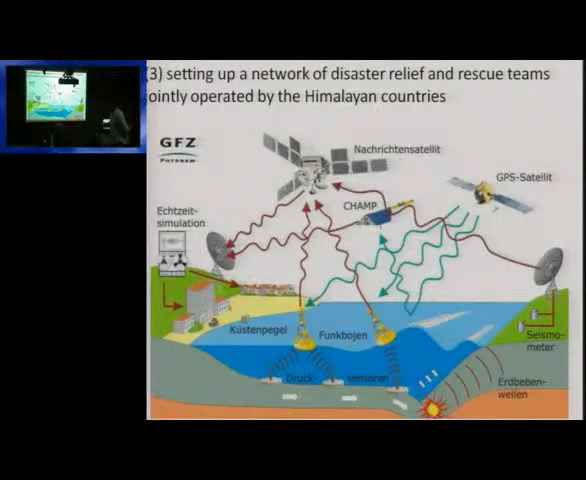 (3) setting up a network of disaster relief and rescue teams
jointly operated by the Himalayan countries
GFZ
POTSDAM
Nachrichtensatellit
GPS-Satellit
CHAMP
Echtzeit-
simulation
Küstenpegel
Funkbojen
Seismo-
meter
Druck-
sensoren
Erdbeben-
wellen